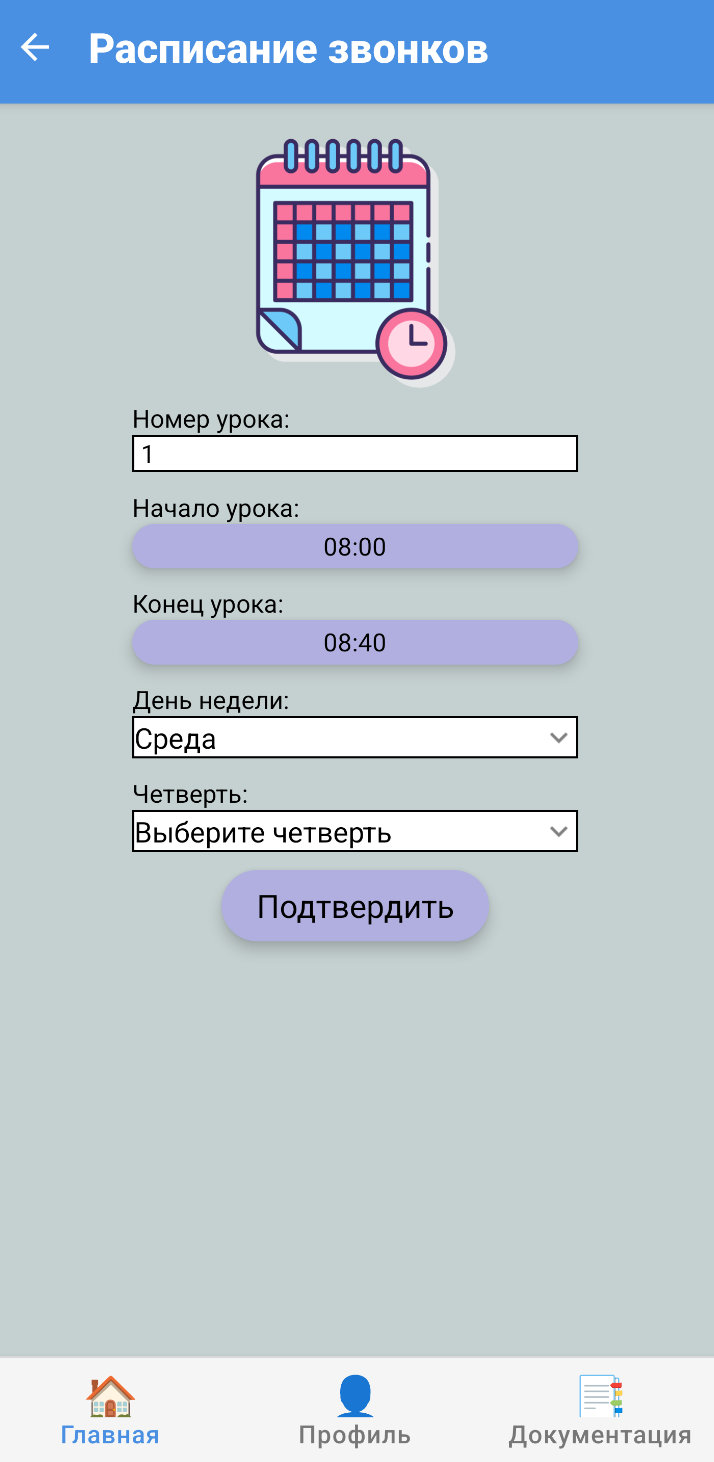 Расписание звонков
Номер урока:
1
Начало урока:
08:00
Конец урока:
08:40
День недели:
Среда
Четверть:
Выберите четверть
Подтвердить
Главная
Профиль
Документация